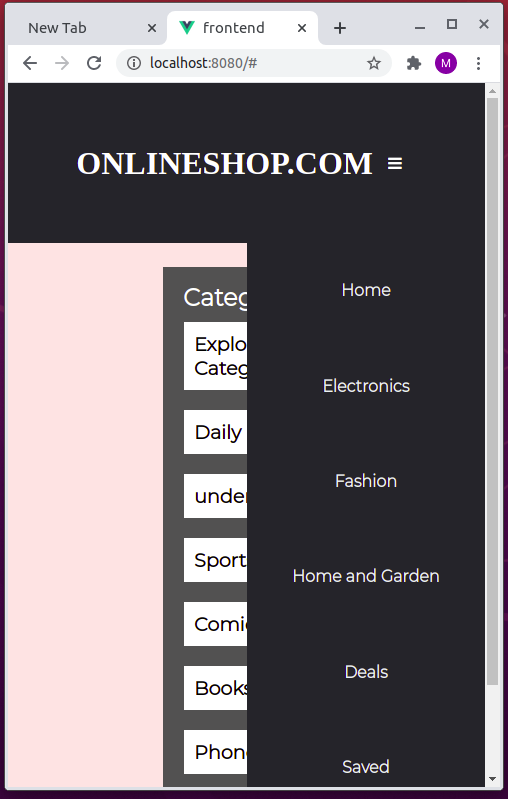 New Tab
frontend
M
localhost:8080/#
ONLINESHOP.COM
Home
Electronics
Fashion
Home and Garden
Deals
Saved
Categ
Explo
Categ
Daily
under
Sport
Comic
Books
Phon